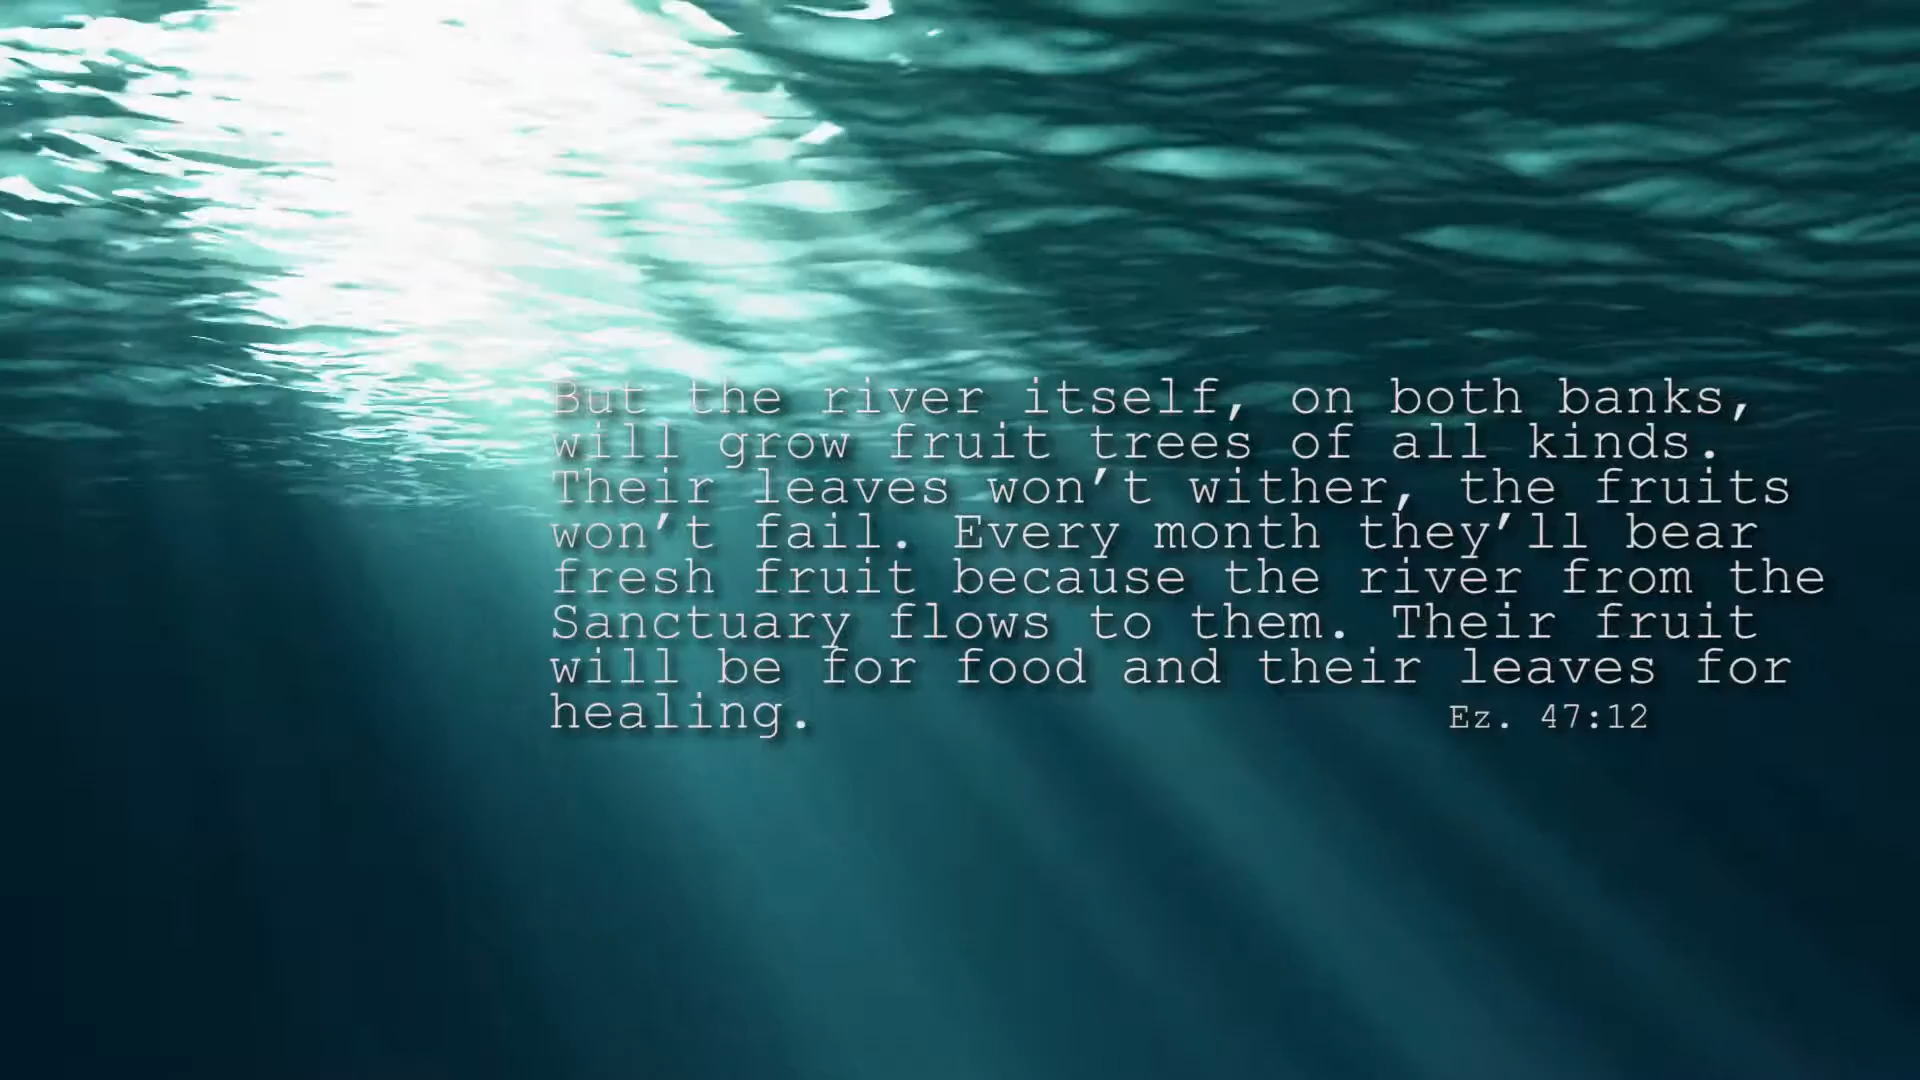 But the river itself, on both banks,
will grow fruit trees of all kinds.
Their leaves won't wither, the fruits
won't fail. Every month they'll bear
fresh fruit because the river from the
Sanctuary flows to them. Their fruit
will be for food and their leaves for
healing.
Ez. 47:12